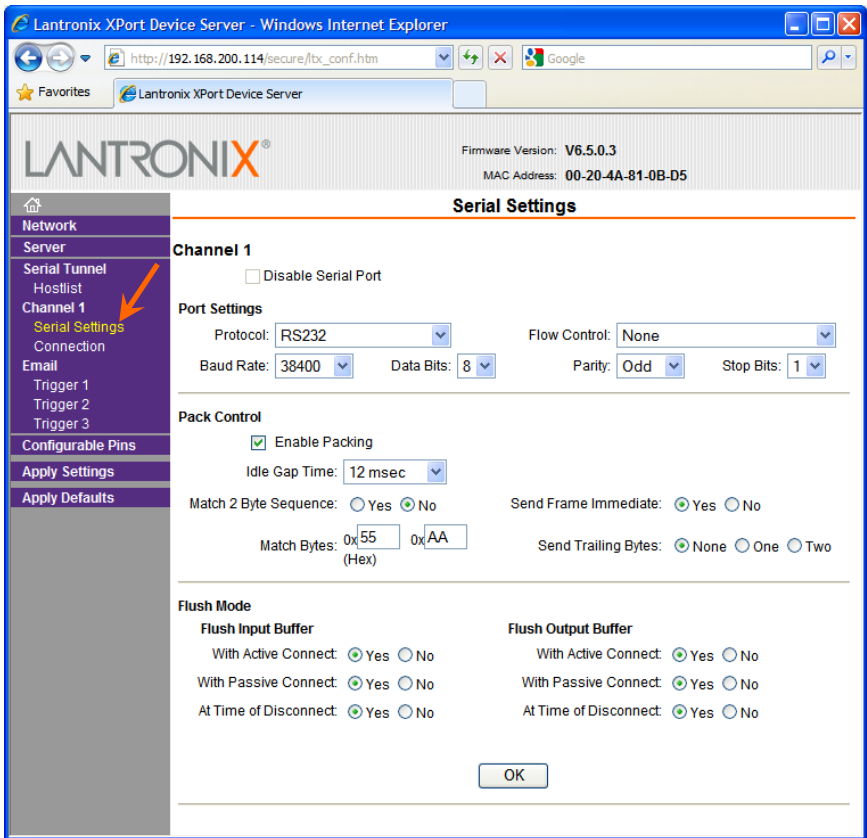 Lantronix XPort Device Server - Windows Internet Explorer
http://192.168.200.114/secure/ltx_conf.htm
Google
Favorites
Lantronix XPort Device Server
LANTRONIX®
Firmware Version: V6.5.0.3
MAC Address: 00-20-4A-81-0B-D5
Network
Server
Serial Tunnel
Hostlist
Channel 1
Serial Settings
Connection
Email
Trigger 1
Trigger 2
Trigger 3
Configurable Pins
Apply Settings
Apply Defaults
Serial Settings
Channel 1
Disable Serial Port
Port Settings
Protocol: RS232 Flow Control: None
Baud Rate: 38400 Data Bits: 8 Parity: Odd Stop Bits: 1
Pack Control
Enable Packing
Idle Gap Time: 12 msec
Match 2 Byte Sequence: Yes No Send Frame Immediate: Yes No
Match Bytes: 0x 55 0x AA Send Trailing Bytes: None One Two
(Hex)
Flush Mode
Flush Input Buffer Flush Output Buffer
With Active Connect: Yes No With Active Connect: Yes No
With Passive Connect: Yes No With Passive Connect: Yes No
At Time of Disconnect: Yes No At Time of Disconnect: Yes No
OK